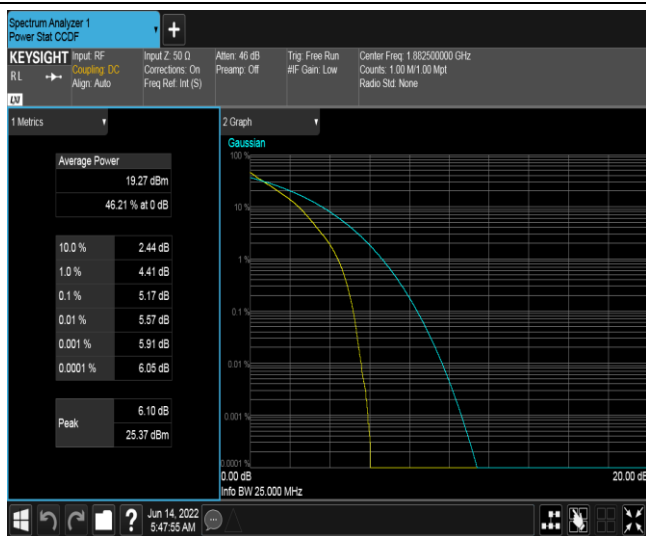 Spectrum Analyzer 1
Power Stat CCDF
KEYSIGHT
RL
LXI
Input: RF
Coupling: DC
Align: Auto
Input Z: 50 Ω
Corrections: On
Freq Ref: Int (S)
Atten: 46 dB
Preamp: Off
Trig: Free Run
#IF Gain: Low
Center Freq: 1.882500000 GHz
Counts: 1.00 M/1.00 Mpt
Radio Std: None
1 Metrics
Average Power
19.27 dBm
46.21 % at 0 dB
10.0 % 2.44 dB
1.0 % 4.41 dB
0.1 % 5.17 dB
0.01 % 5.57 dB
0.001 % 5.91 dB
0.0001 % 6.05 dB
Peak
6.10 dB
25.37 dBm
2 Graph
Gaussian
100 %
10 %
1 %
0.1 %
0.01 %
0.001 %
0.0001 %
0.00 dB
20.00 dB
Info BW 25.000 MHz
Jun 14, 2022
5:47:55 AM